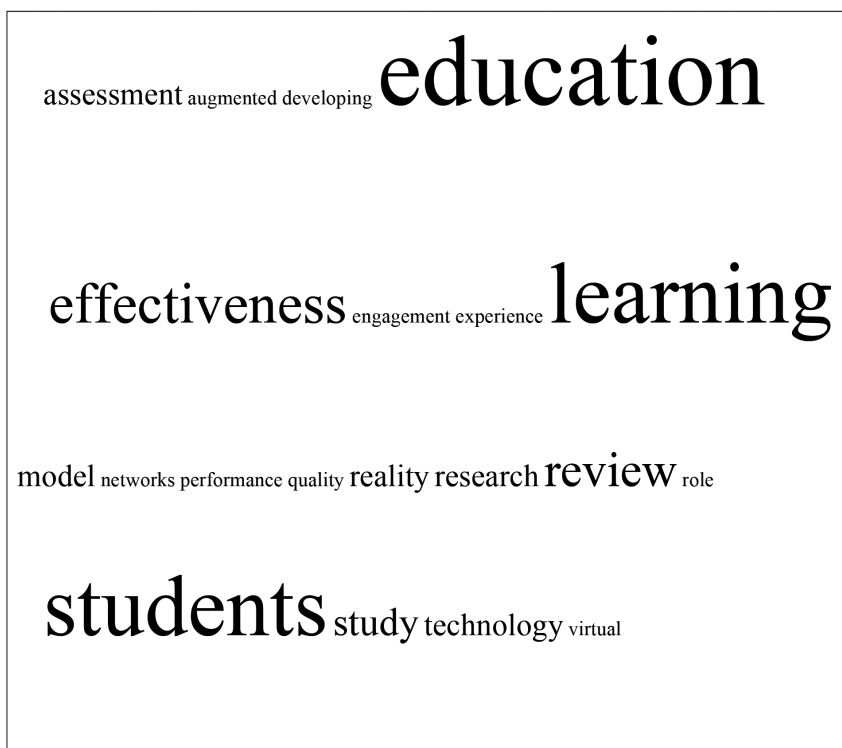 assessment augmented developing education
effectiveness engagement experience learning
model networks performance quality reality research review role
students study technology virtual